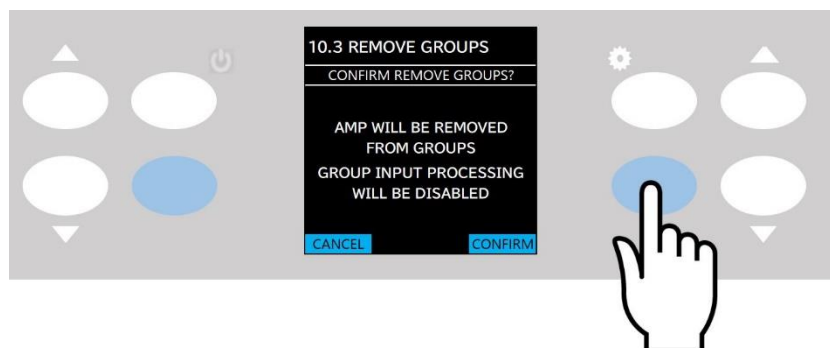 10.3 REMOVE GROUPS
CONFIRM REMOVE GROUPS?
AMP WILL BE REMOVED
FROM GROUPS
GROUP INPUT PROCESSING
WILL BE DISABLED
CANCEL CONFIRM